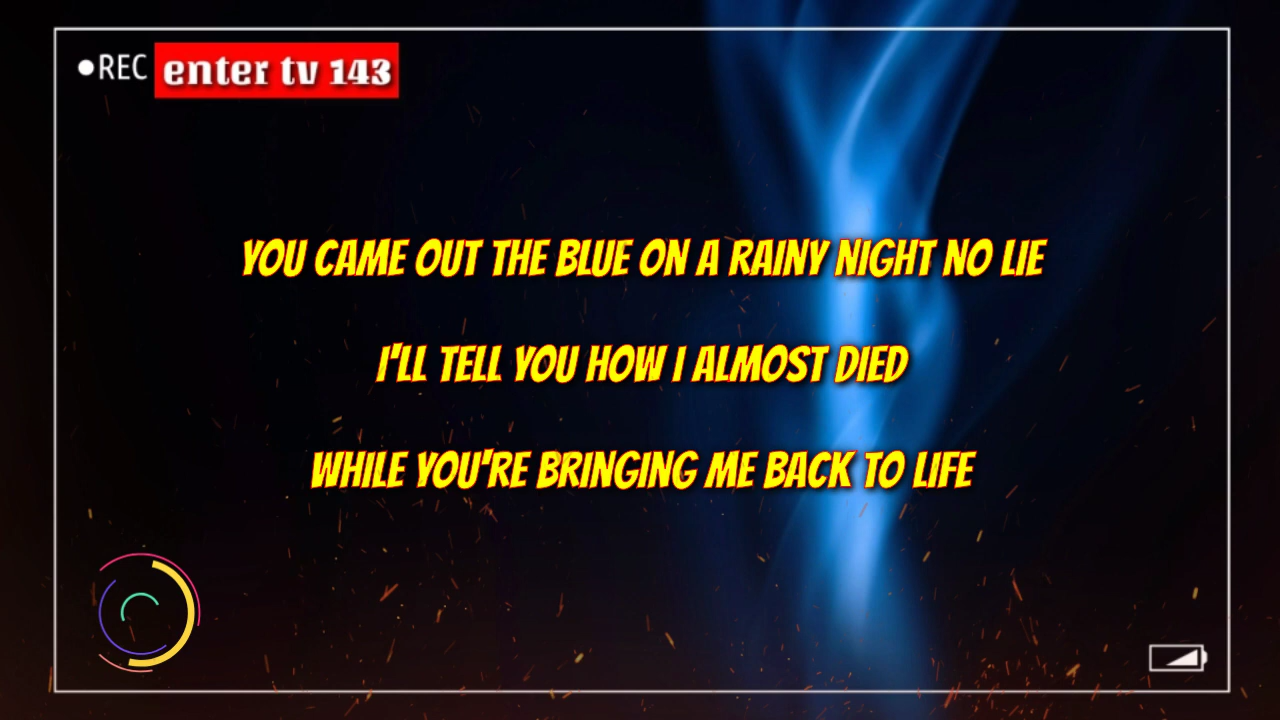 REC enter tv 143
YOU CAME OUT THE BLUE ON A RAINY NIGHT NO LIE
I'LL TELL YOU HOW I ALMOST DIED
WHILE YOU'RE BRINGING ME BACK TO LIFE